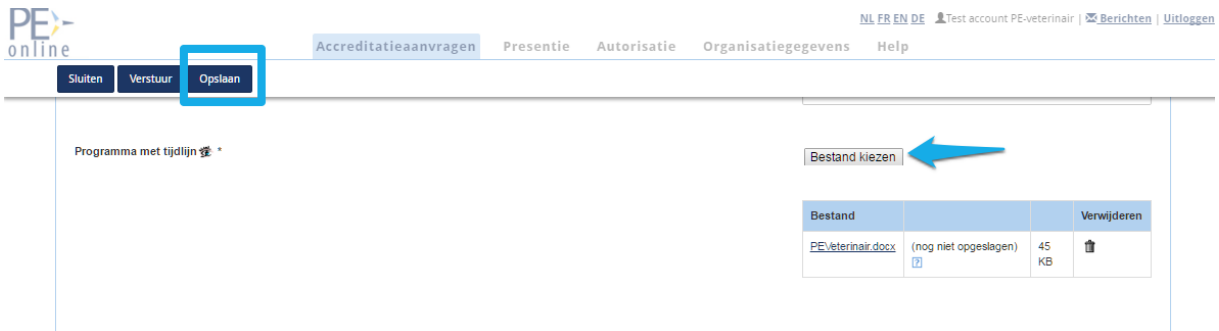 PE
online
NL FR EN DE Test account PE-veterinair | Berichten | Uitloggen
Accreditatieaanvragen Presentie Autorisatie Organisatiegegevens Help
Sluiten Verstuur Opslaan
Programma met tijdlijn *
Bestand kiezen
Bestand Verwijderen
PEVeterinair.docx (nog niet opgeslagen) 45
? KB